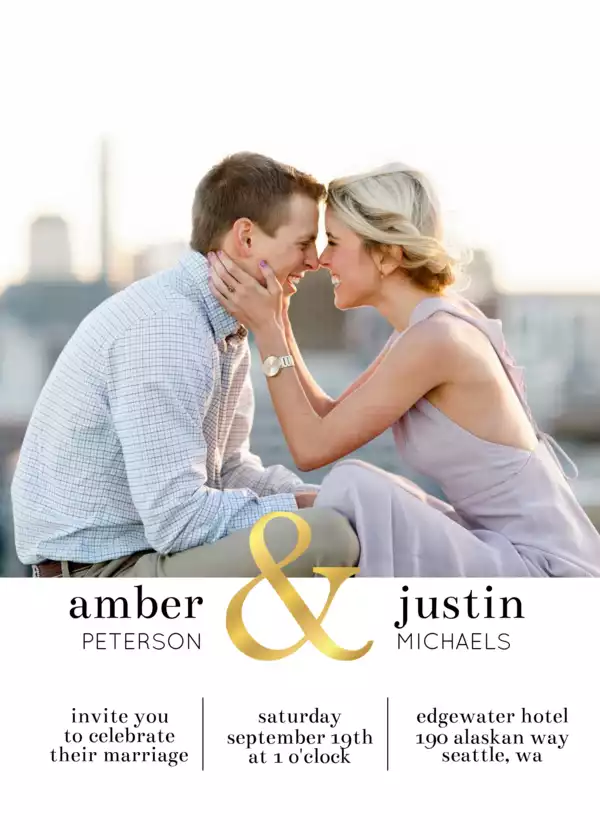 amber & justin
PETERSON MICHAELS
invite you
to celebrate
their marriage
saturday
september 19th
at 1 o'clock
edgewater hotel
190 alaskan way
seattle, wa